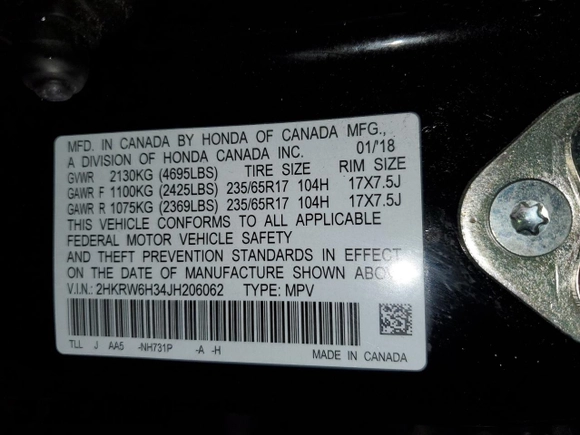 MFD. IN CANADA BY HONDA OF CANADA MFG.,
A DIVISION OF HONDA CANADA INC. 01/'18
GVWR 2130KG (4695LBS) TIRE SIZE RIM SIZE
GAWR F 1100KG (2425LBS) 235/65R17 104H 17X7.5J
GAWR R 1075KG (2369LBS) 235/65R17 104H 17X7.5J
THIS VEHICLE CONFORMS TO ALL APPLICABLE
FEDERAL MOTOR VEHICLE SAFETY
AND THEFT PREVENTION STANDARDS IN EFFECT
ON THE DATE OF MANUFACTURE SHOWN ABOVE.
V.I.N.: 2HKRW6H34JH206062 TYPE: MPV
TLL J AA5 -NH731P -A -H
MADE IN CANADA